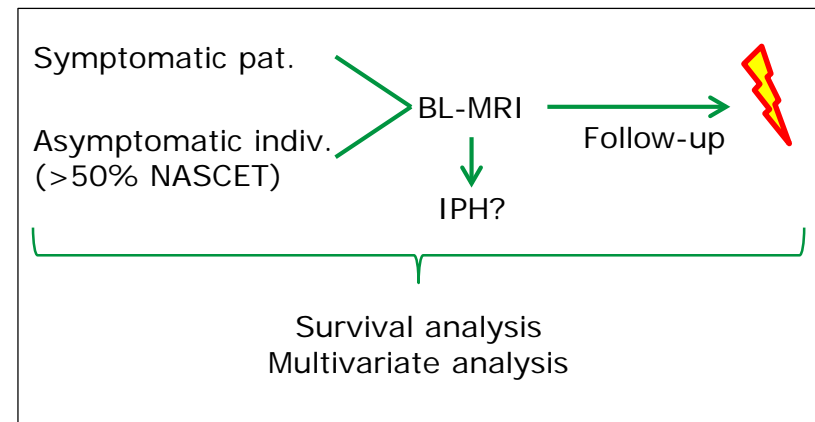 Symptomatic pat.
Asymptomatic indiv.
(>50% NASCET)
BL-MRI
Follow-up
IPH?
Survival analysis
Multivariate analysis